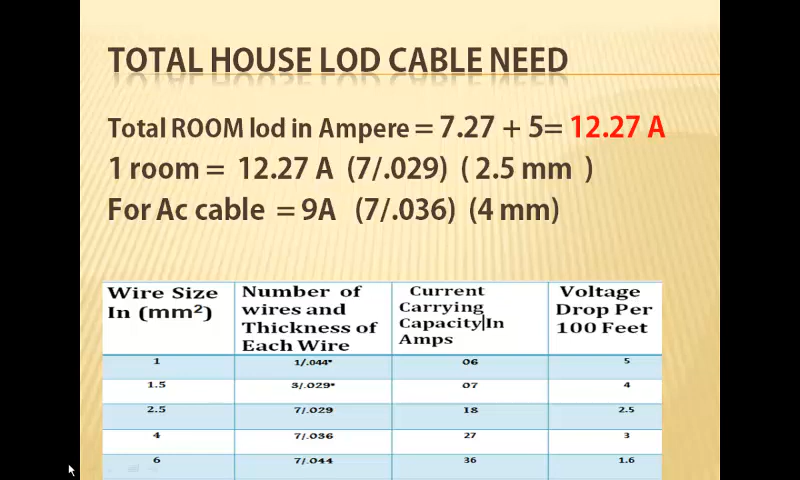 TOTAL HOUSE LOD CABLE NEED
Total ROOM lod in Ampere = 7.27 + 5= 12.27 A
1 room = 12.27 A (7/.029) ( 2.5 mm )
For Ac cable = 9A (7/.036) (4 mm)
Wire Size In (mm²) Number of wires and Thickness of Each Wire Current Carrying Capacity In Amps Voltage Drop Per 100 Feet
1 1/.044" 06 5
1.5 3/.029" 07 4
2.5 7/.029 18 2.5
4 7/.036 27 3
6 7/.044 36 1.6